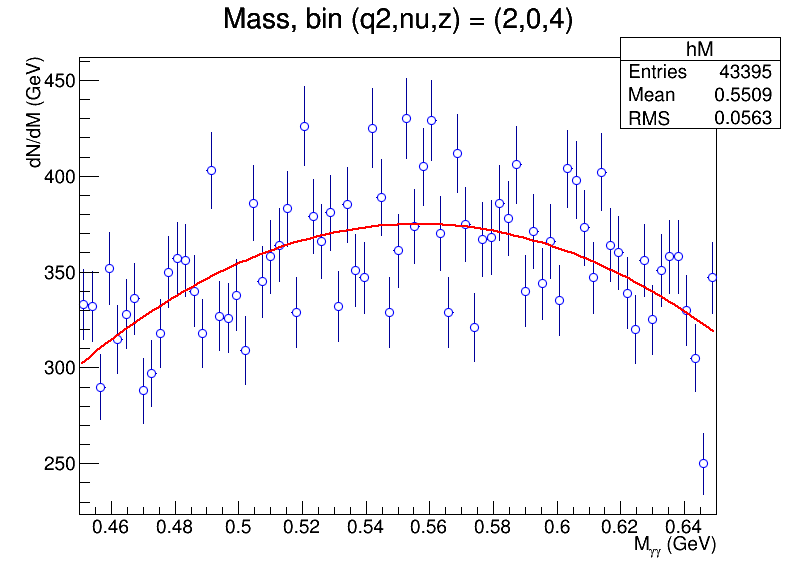 Mass, bin (q2,nu,z) = (2,0,4)
hM
Entries 43395
Mean 0.5509
RMS 0.0563
dN/dM (GeV)
450
400
350
300
250
0.46 0.48 0.5 0.52 0.54 0.56 0.58 0.6 0.62 0.64
Mγγ (GeV)